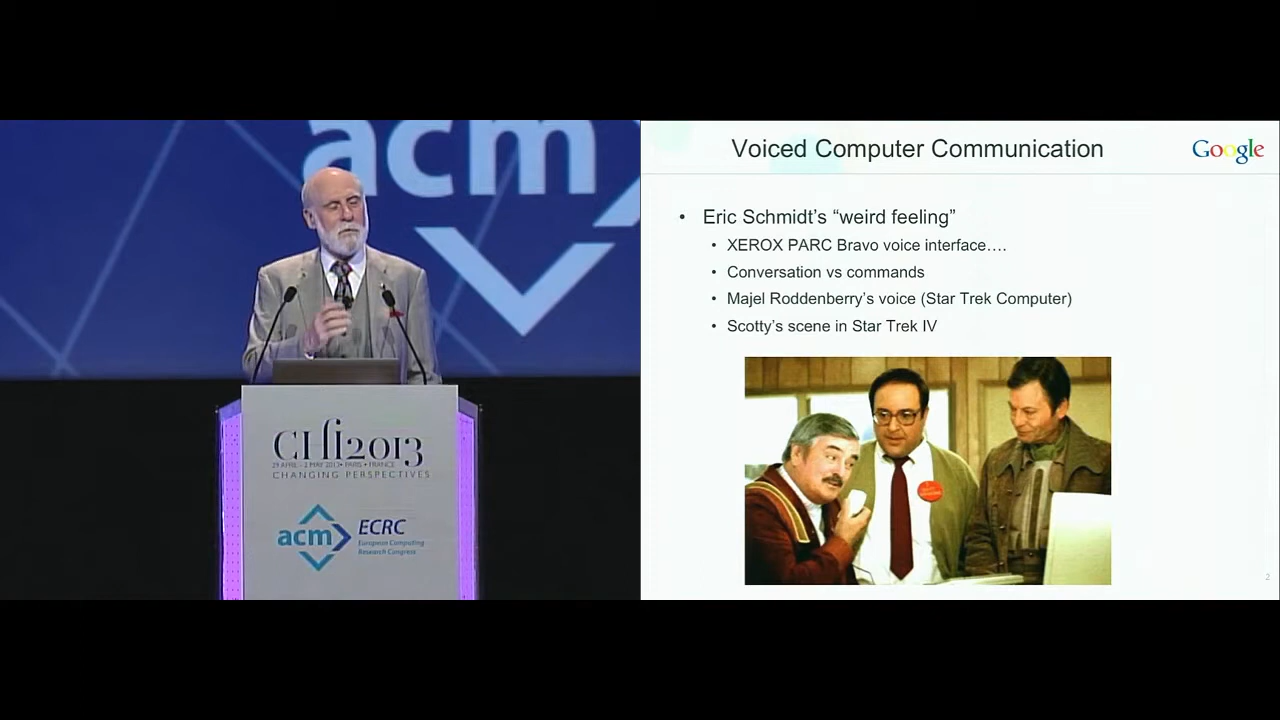 acm
CHI2013
29 APRIL - 2 MAY 2013 • PARIS • FRANCE
CHANGING PERSPECTIVES
acm
ECRC
European Computing
Research Congress
Voiced Computer Communication
Google
• Eric Schmidt’s “weird feeling”
• XEROX PARC Bravo voice interface….
• Conversation vs commands
• Majel Roddenberry’s voice (Star Trek Computer)
• Scotty’s scene in Star Trek IV
2